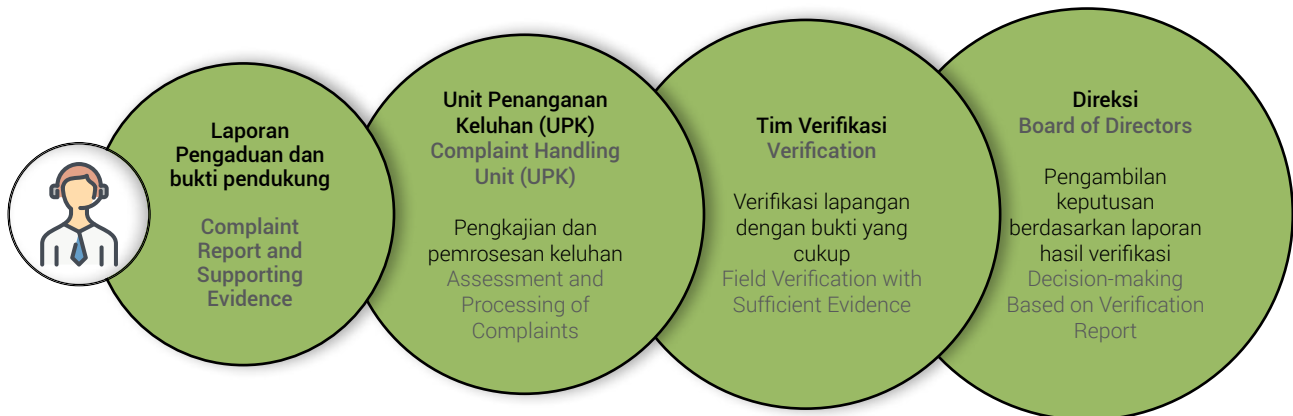 Laporan
Pengaduan dan
bukti pendukung
Complaint
Report and
Supporting
Evidence
Unit Penanganan
Keluhan (UPK)
Complaint Handling
Unit (UPK)
Pengkajian dan
pemrosesan keluhan
Assessment and
Processing of
Complaints
Tim Verifikasi
Verification
Verifikasi lapangan
dengan bukti yang
cukup
Field Verification with
Sufficient Evidence
Direksi
Board of Directors
Pengambilan
keputusan
berdasarkan laporan
hasil verifikasi
Decision-making
Based on Verification
Report